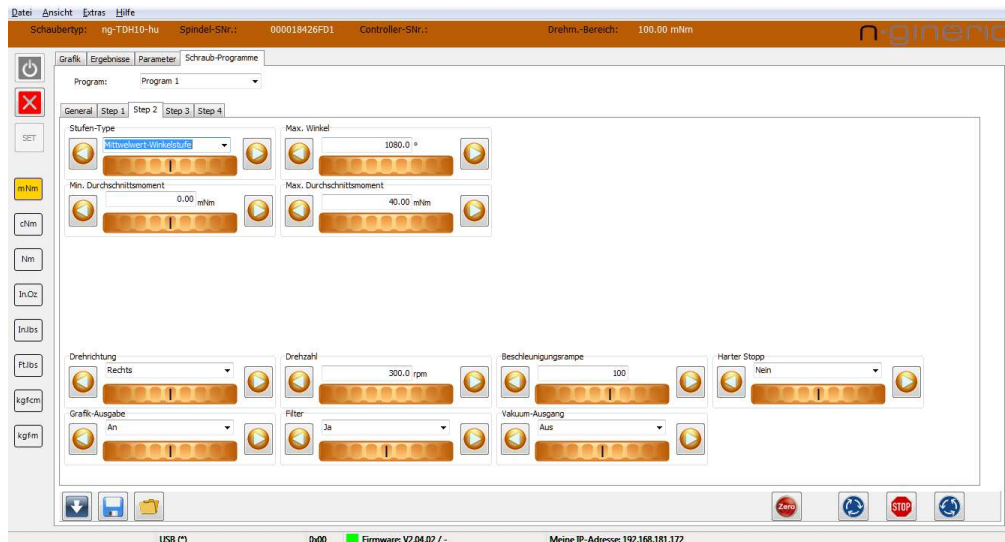 Datei Ansicht Extras Hilfe
Schaubertyp: ng-TDH10-hu Spindel-SNr.: 000018426FD1 Controller-SNr.: Drehm.-Bereich: 100.00 mNm
n-gineric
Grafik Ergebnisse Parameter Schraub-Programme
Program: Program 1
General Step 1 Step 2 Step 3 Step 4
SET
Stufen-Type Max. Winkel
Mittwelwert-Winkelstufe 1080.0 °
mNm
Min. Durchschnittsmoment Max. Durchschnittsmoment
0.00 mNm 40.00 mNm
cNm
Nm
In.Oz
In.lbs
Drehrichtung Drehzahl Beschleunigungsrampe Harter Stopp
Ft.lbs
Rechts 300.0 rpm 100 Nein
kgfcm
Grafik-Ausgabe Filter Vakuum-Ausgang
An Ja Aus
kgfm
Zero STOP
USB (*) 0x00 Firmware: V2.04.02 / - Meine IP-Adresse: 192.168.181.172